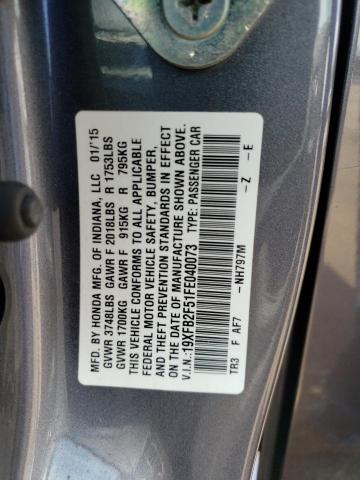 MFD. BY HONDA MFG. OF INDIANA, LLC 01/'15
GVWR 3748LBS GAWR F 2018LBS R 1753LBS
GVWR 1700KG GAWR F 915KG R 795KG
THIS VEHICLE CONFORMS TO ALL APPLICABLE
FEDERAL MOTOR VEHICLE SAFETY, BUMPER,
AND THEFT PREVENTION STANDARDS IN EFFECT
ON THE DATE OF MANUFACTURE SHOWN ABOVE.
V.I.N.:19XFB2F51FE040073 TYPE: PASSENGER CAR
TR3 F AF7 -NH797M -Z -E